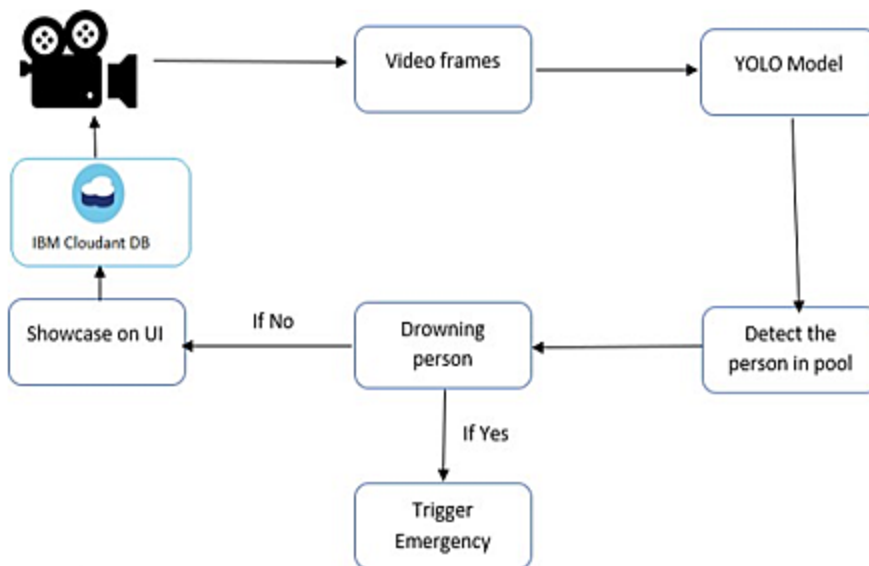 Video frames
YOLO Model
IBM Cloudant DB
Showcase on UI
If No
Drowning
person
Detect the
person in pool
If Yes
Trigger
Emergency